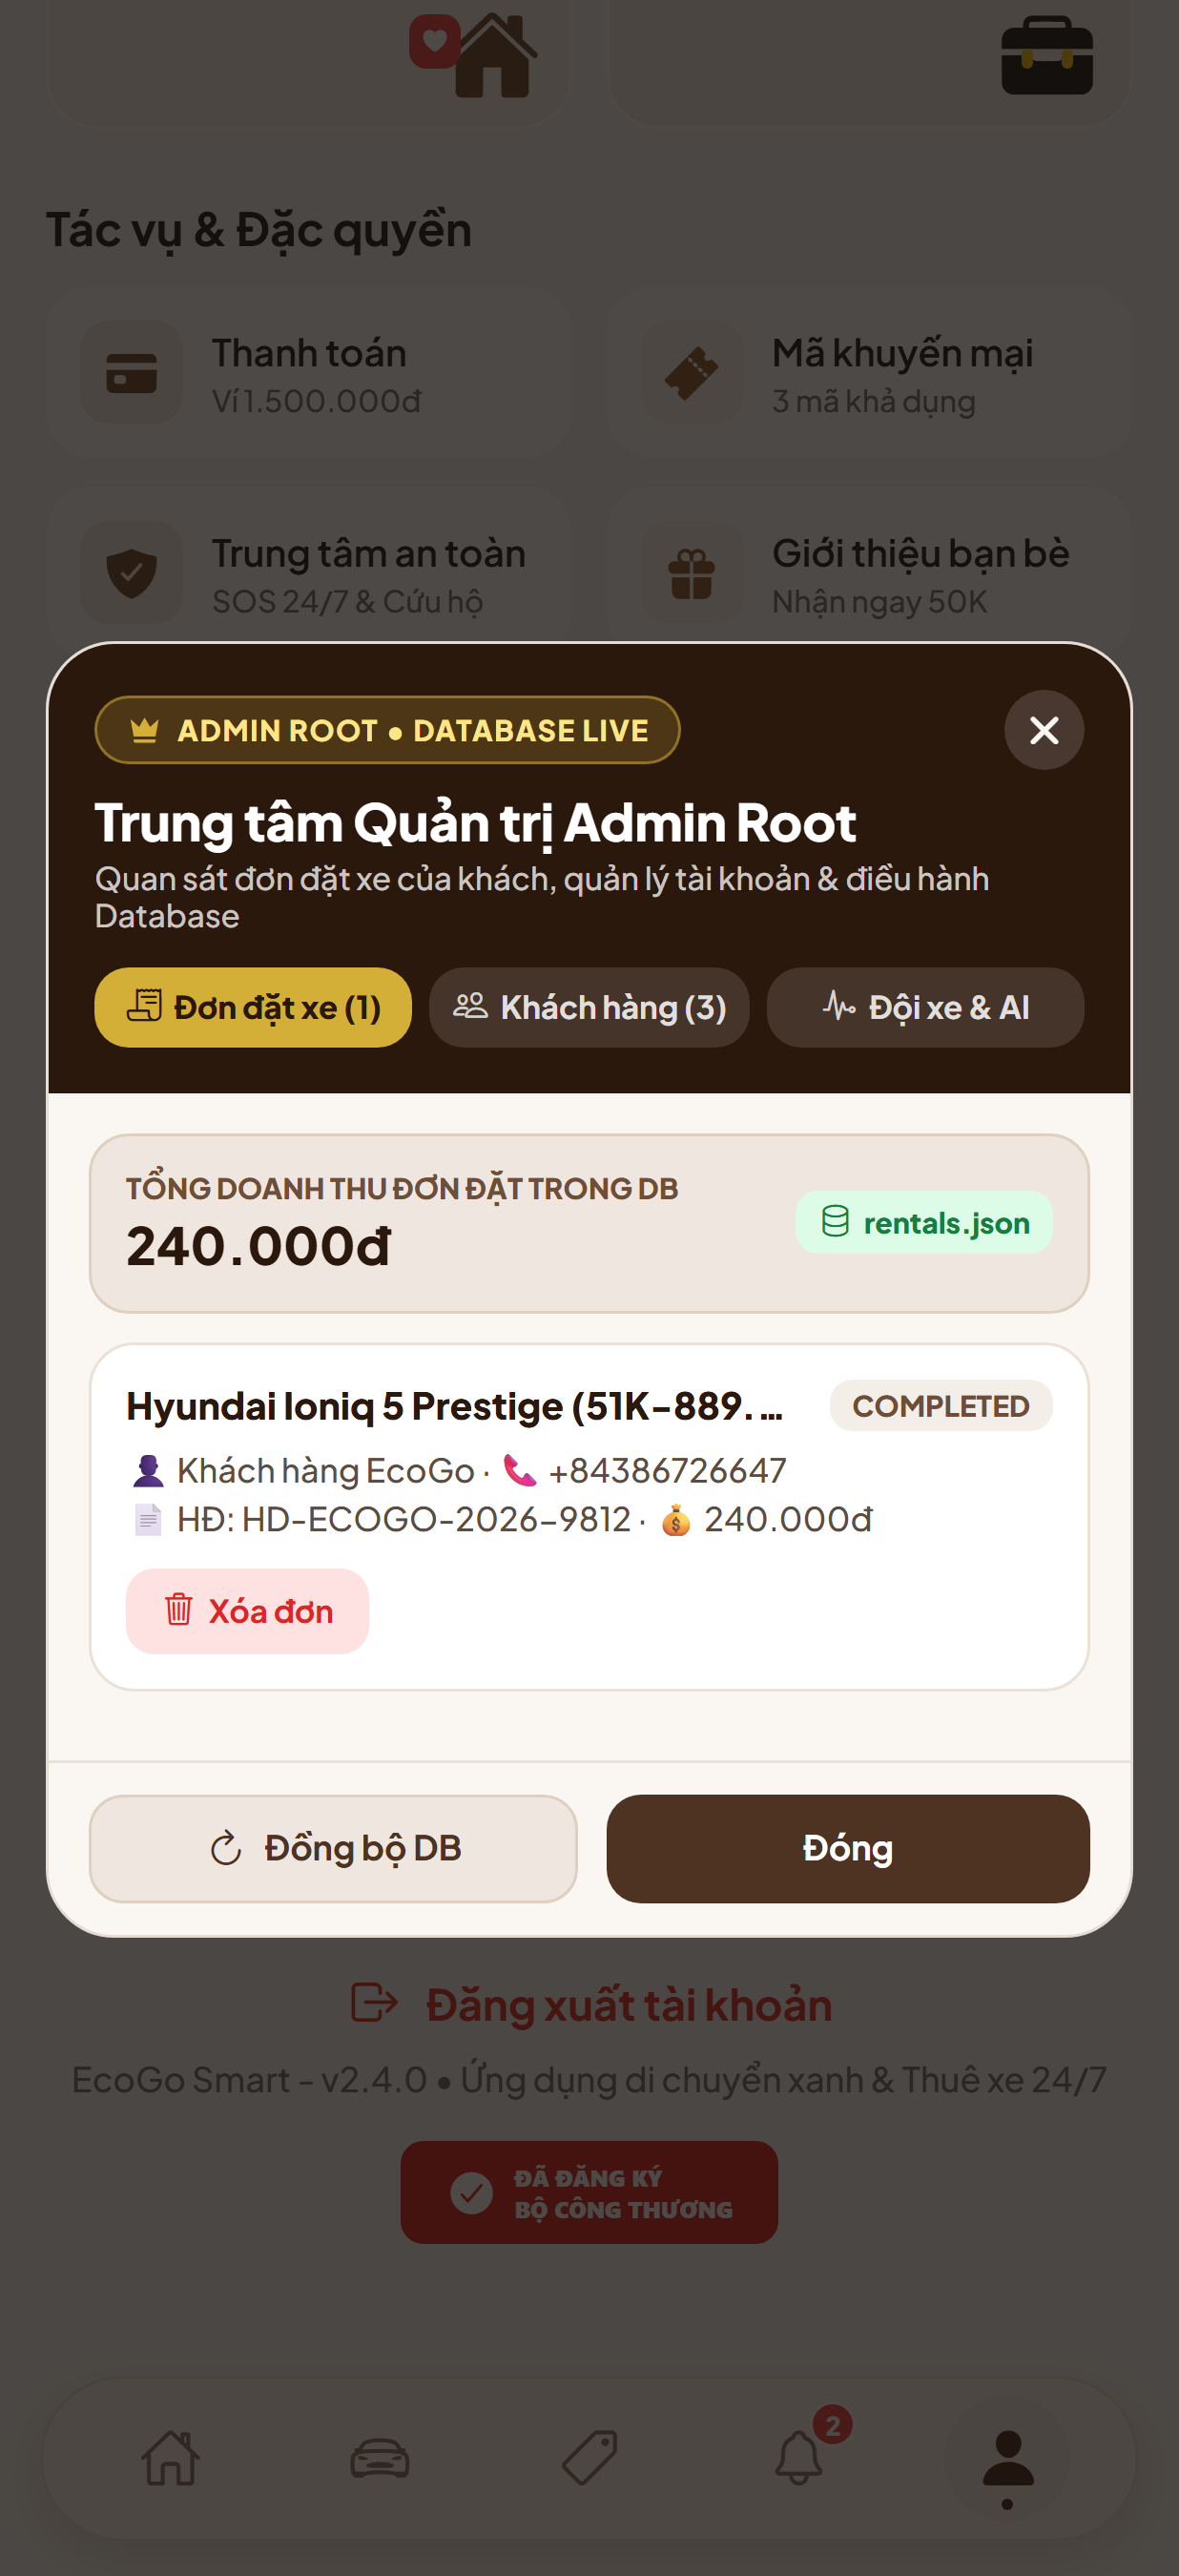 Tác vụ & Đặc quyền
Thanh toán
Ví 1.500.000đ
Mã khuyến mại
3 mã khả dụng
Trung tâm an toàn
SOS 24/7 & Cứu hộ
Giới thiệu bạn bè
Nhận ngay 50K
ADMIN ROOT • DATABASE LIVE
Trung tâm Quản trị Admin Root
Quan sát đơn đặt xe của khách, quản lý tài khoản & điều hành
Database
Đơn đặt xe (1)
Khách hàng (3)
Đội xe & AI
TỔNG DOANH THU ĐƠN ĐẶT TRONG DB
240.000đ
rentals.json
Hyundai Ioniq 5 Prestige (51K-889. ...
COMPLETED
👤 Khách hàng EcoGo · 📞 +84386726647
📄 HĐ: HD-ECOGO-2026-9812 · 💰 240.000đ
Xóa đơn
Đồng bộ DB
Đóng
Đăng xuất tài khoản
EcoGo Smart - v2.4.0 • Ứng dụng di chuyển xanh & Thuê xe 24/7
ĐÃ ĐĂNG KÝ
BỘ CÔNG THƯƠNG
2